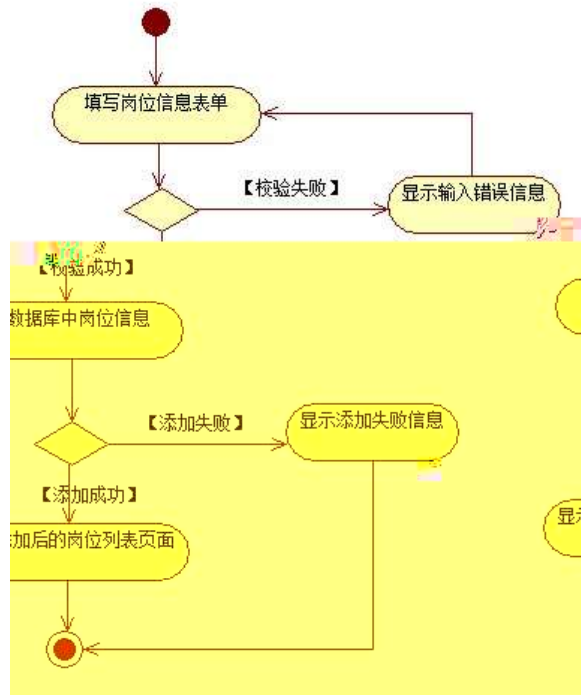 填写岗位信息表单
【校验失败】
显示输入错误信息
【校验成功】
数据库中岗位信息
【添加失败】
显示添加失败信息
【添加成功】
显示
加后的岗位列表页面